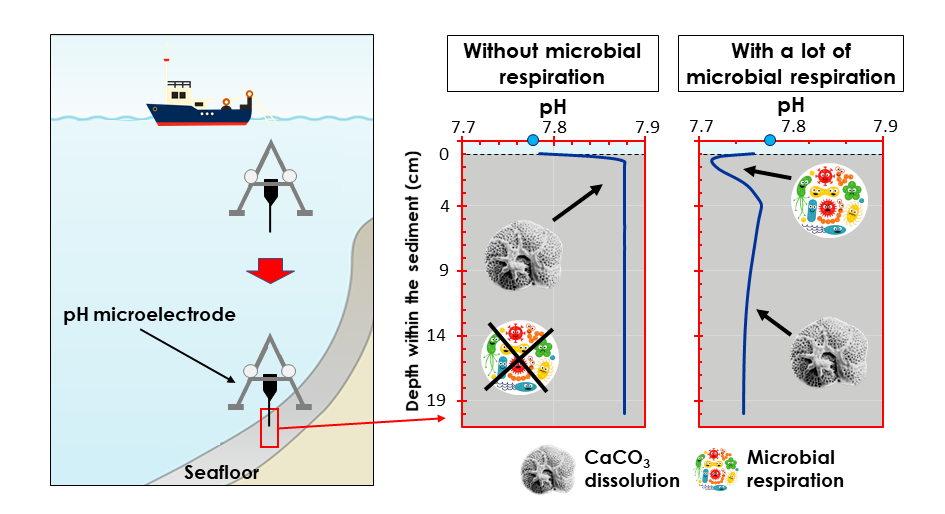 Without microbial
respiration
With a lot of
microbial respiration
pH
7.7
7.8
7.9
pH
7.7
7.8
7.9
Depth within the sediment (cm)
0
4
9
14
19
pH microelectrode
Seafloor
CaCO₃
dissolution
Microbial
respiration